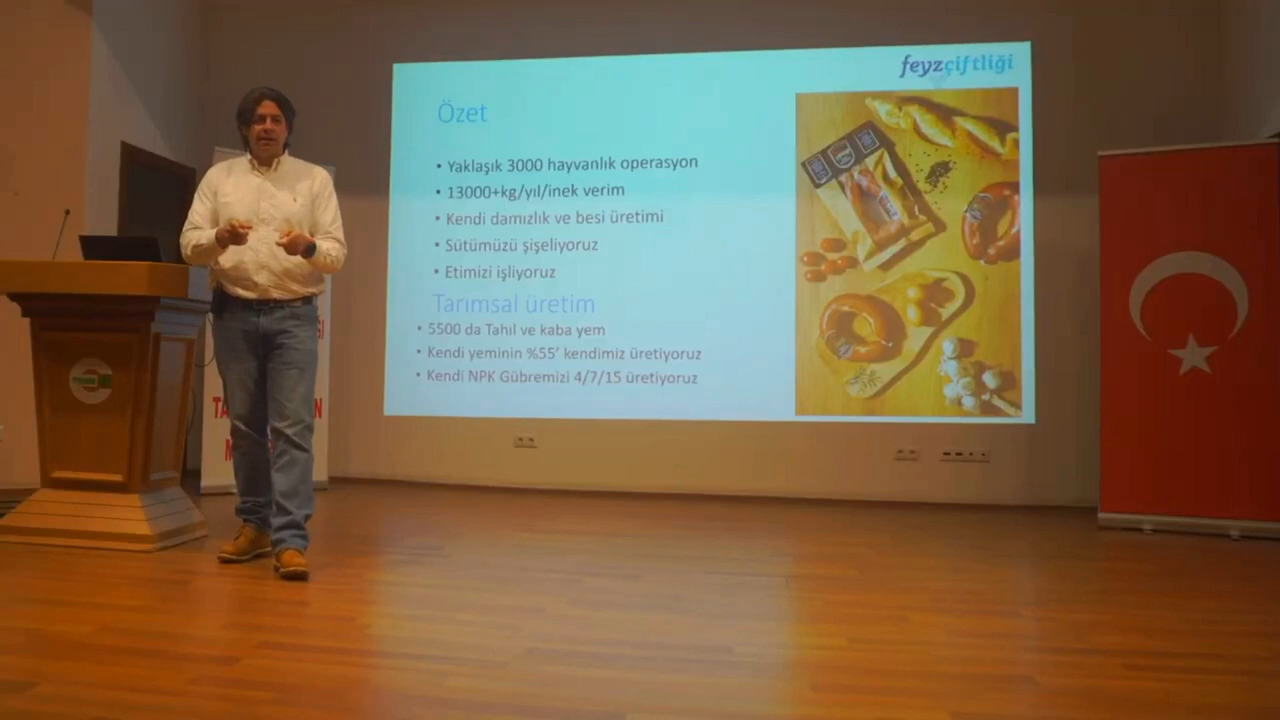 feyzçiftliği
Özet
• Yaklaşık 3000 hayvanlık operasyon
• 13000+kg/yıl/inek verim
• Kendi damızlık ve besi üretimi
• Sütümüzü şişeliyoruz
• Etimizi işliyoruz
Tarımsal üretim
• 5500 da Tahıl ve kaba yem
• Kendi yeminin %55' kendimiz üretiyoruz
• Kendi NPK Gübremizi 4/7/15 üretiyoruz